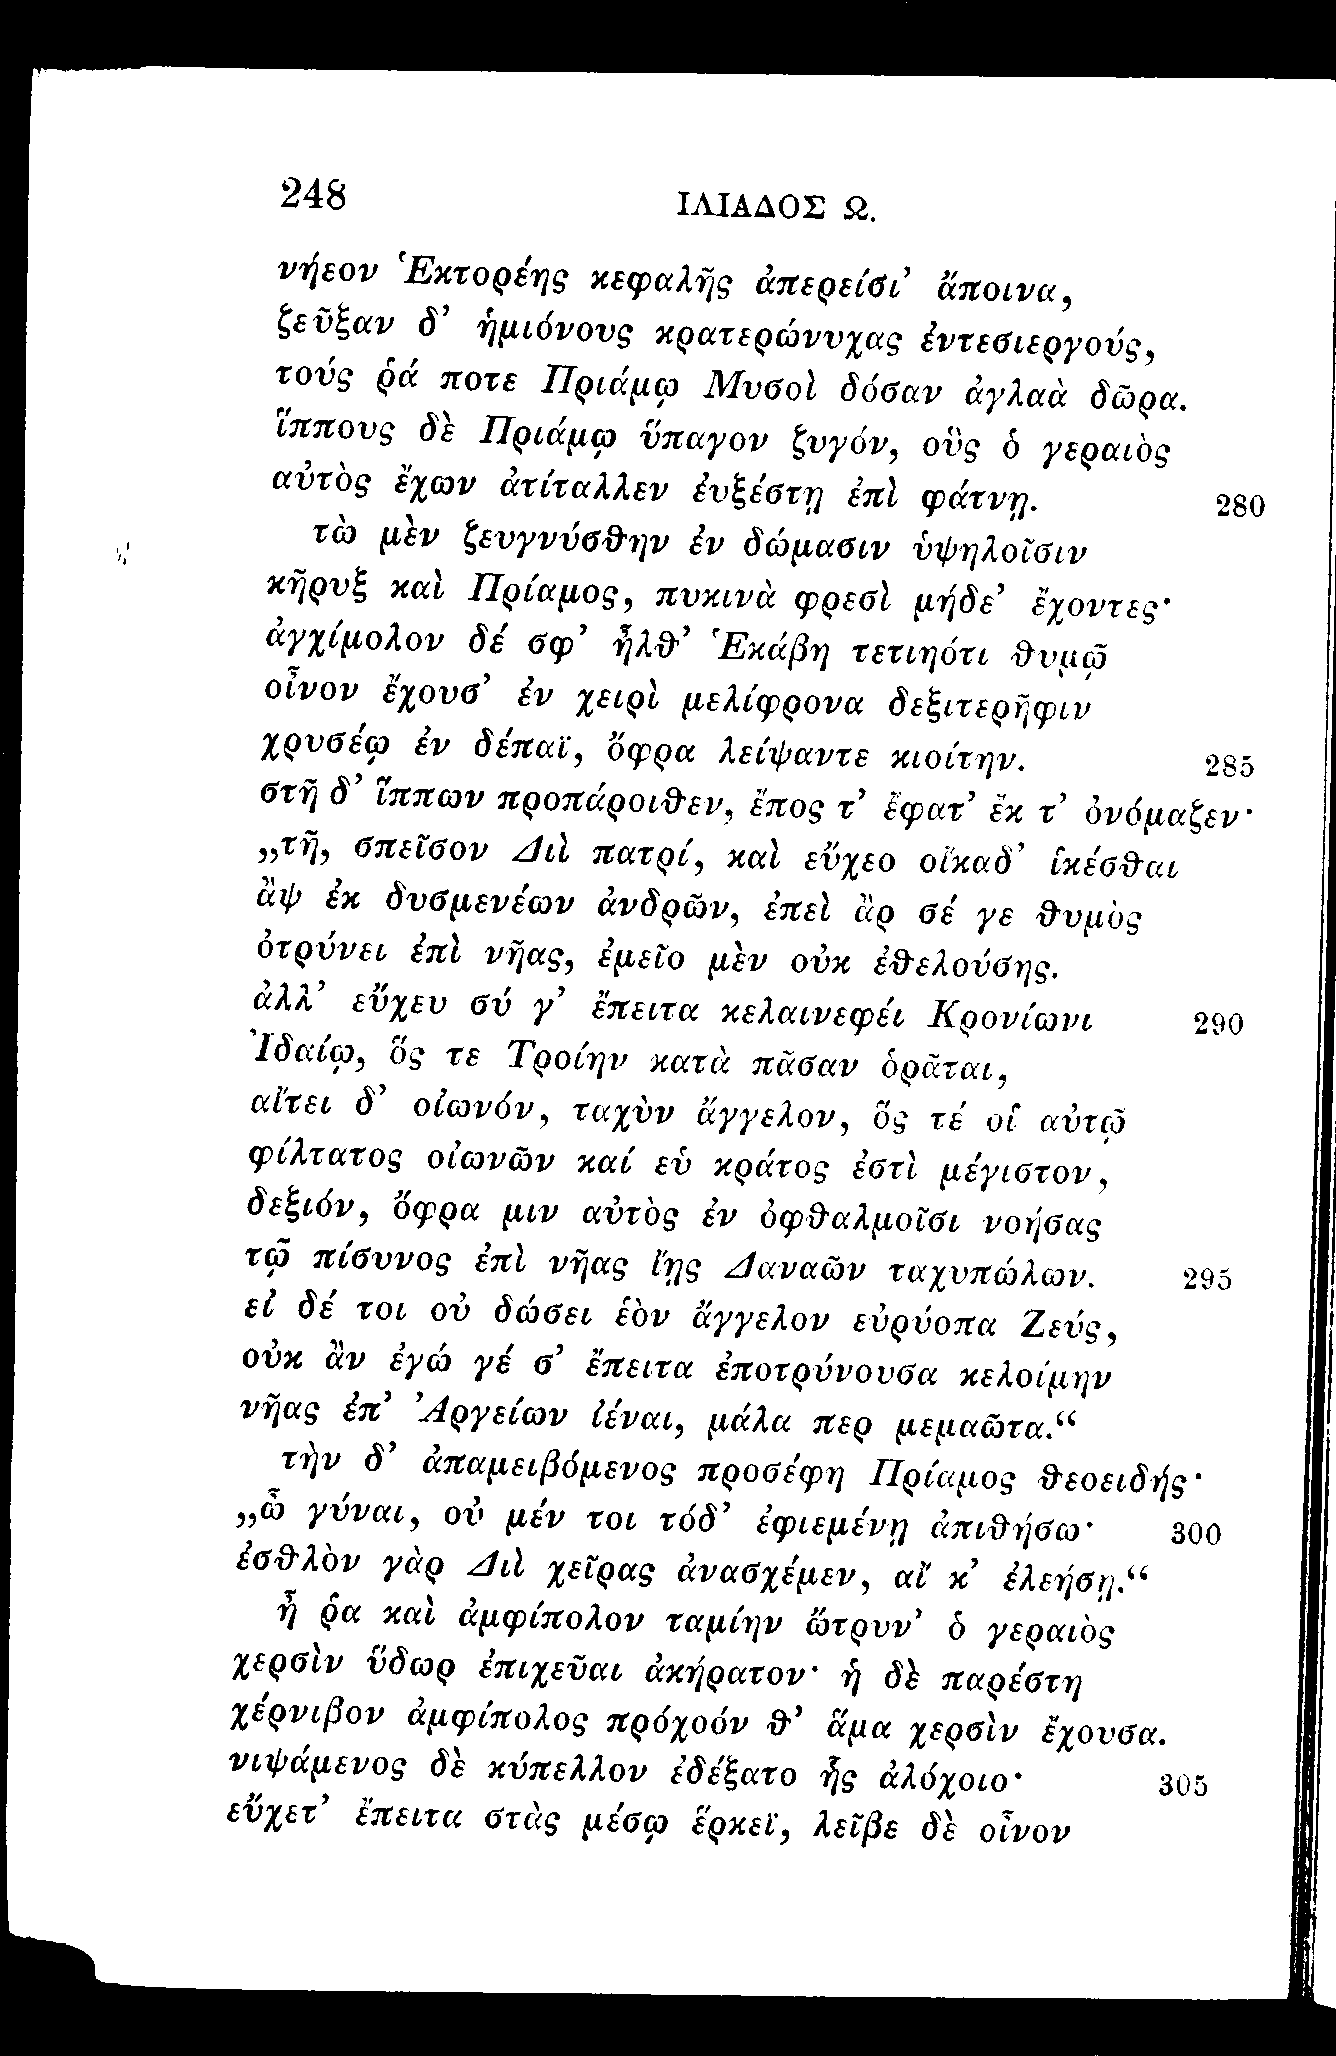 248 ΙΛΙΑΔΟΣ Ω.
νήεον Ἑκτορέης κεφαλῆς ἀπερείσι’ ἄποινα,
ζεῦξαν δ’ ἡμιόνους κρατερώνυχας ἐντεσιεργούς,
τούς ῥά ποτε Πριάμῳ Μυσοὶ δόσαν ἀγλαὰ δῶρα.
ἵππους δὲ Πριάμῳ ὕπαγον ζυγόν, οὓς ὁ γεραιὸς
αὐτὸς ἔχων ἀτίταλλεν ἐυξέστῃ ἐπὶ φάτνῃ. 280
τὼ μὲν ζευγνύσθην ἐν δώμασιν ὑψηλοῖσιν
κῆρυξ καὶ Πρίαμος, πυκινὰ φρεσὶ μήδε’ ἔχοντες·
ἀγχίμολον δέ σφ’ ἦλθ’ Ἑκάβη τετιηότι θυμῷ
οἶνον ἔχουσ’ ἐν χειρὶ μελίφρονα δεξιτερῆφιν
χρυσέῳ ἐν δέπαϊ, ὄφρα λείψαντε κιοίτην. 285
στῆ δ’ ἵππων προπάροιθεν, ἔπος τ’ ἔφατ’ ἔκ τ’ ὀνόμαζεν·
„τῆ, σπεῖσον Διὶ πατρί, καὶ εὔχεο οἴκαδ’ ἱκέσθαι
ἂψ ἐκ δυσμενέων ἀνδρῶν, ἐπεὶ ἂρ σέ γε θυμὸς
ὀτρύνει ἐπὶ νῆας, ἐμεῖο μὲν οὐκ ἐθελούσης.
ἀλλ’ εὔχευ σύ γ’ ἔπειτα κελαινεφέι Κρονίωνι 290
Ἰδαίῳ, ὅς τε Τροίην κατὰ πᾶσαν ὁρᾶται,
αἴτει δ’ οἰωνόν, ταχὺν ἄγγελον, ὅς τέ οἱ αὐτῷ
φίλτατος οἰωνῶν καί εὑ κράτος ἐστὶ μέγιστον,
δεξιόν, ὄφρα μιν αὐτὸς ἐν ὀφθαλμοῖσι νοήσας
τῷ πίσυνος ἐπὶ νῆας ἴῃς Δαναῶν ταχυπώλων. 295
εἰ δέ τοι οὐ δώσει ἑὸν ἄγγελον εὐρύοπα Ζεύς,
οὐκ ἂν ἐγώ γέ σ’ ἔπειτα ἐποτρύνουσα κελοίμην
νῆας ἐπ’ Ἀργείων ἰέναι, μάλα περ μεμαῶτα.“
τὴν δ’ ἀπαμειβόμενος προσέφη Πρίαμος θεοειδής·
„ὦ γύναι, οὐ μέν τοι τόδ’ ἐφιεμένῃ ἀπιθήσω· 300
ἐσθλὸν γὰρ Διὶ χεῖρας ἀνασχέμεν, αἴ κ’ ἐλεήσῃ.“
ἦ ῥα καὶ ἀμφίπολον ταμίην ὤτρυν’ ὁ γεραιὸς
χερσὶν ὕδωρ ἐπιχεῦαι ἀκήρατον· ἡ δὲ παρέστη
χέρνιβον ἀμφίπολος πρόχοόν θ’ ἅμα χερσὶν ἔχουσα.
νιψάμενος δὲ κύπελλον ἐδέξατο ἧς ἀλόχοιο· 305
εὔχετ’ ἔπειτα στὰς μέσῳ ἕρκεϊ, λεῖβε δὲ οἶνον